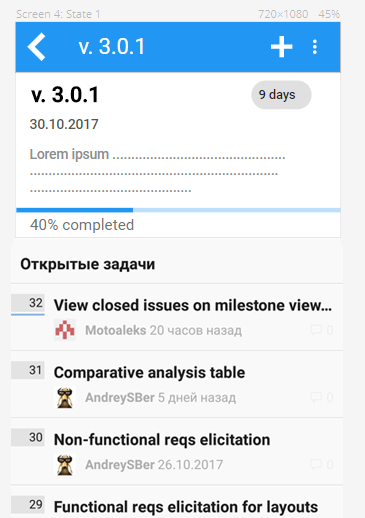 Screen 4: State 1 720×1080 45%
v. 3.0.1
v. 3.0.1 9 days
30.10.2017
Lorem ipsum .............................................
.................................................................
..........................................
40% completed
Открытые задачи
32 View closed issues on milestone view...
Motoaleks 20 часов назад 0
31 Comparative analysis table
AndreySBer 5 дней назад 0
30 Non-functional reqs elicitation
AndreySBer 26.10.2017 0
29 Functional reqs elicitation for layouts